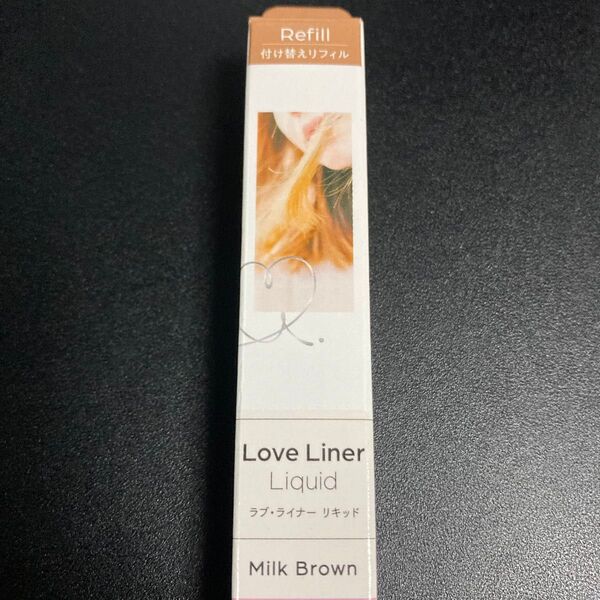 Refill
付け替えリフィル
Love Liner
Liquid
ラブ・ライナー リキッド
Milk Brown